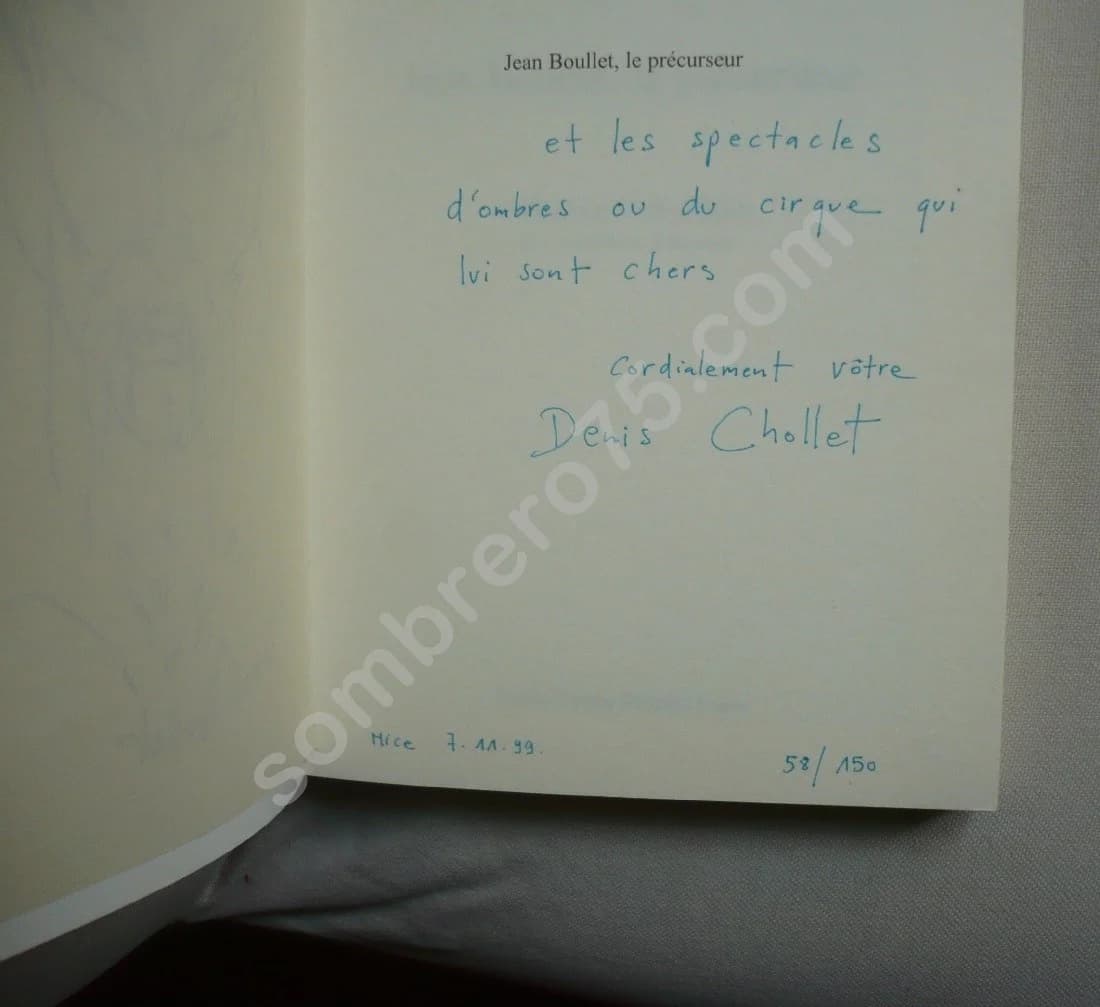 Jean Boullet, le précurseur
et les spectacles
d'ombres ou du cirque qui
lui sont chers
Cordialement vôtre
Denis Chollet
Nice 7.11.99.
58/150
sombrero75.com